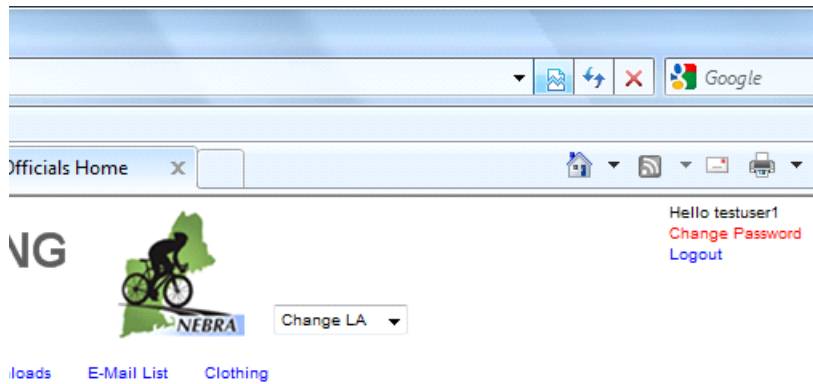 Google
Officials Home x
Hello testuser1
Change Password
NG
Logout
NEBRA
Change LA
loads E-Mail List Clothing